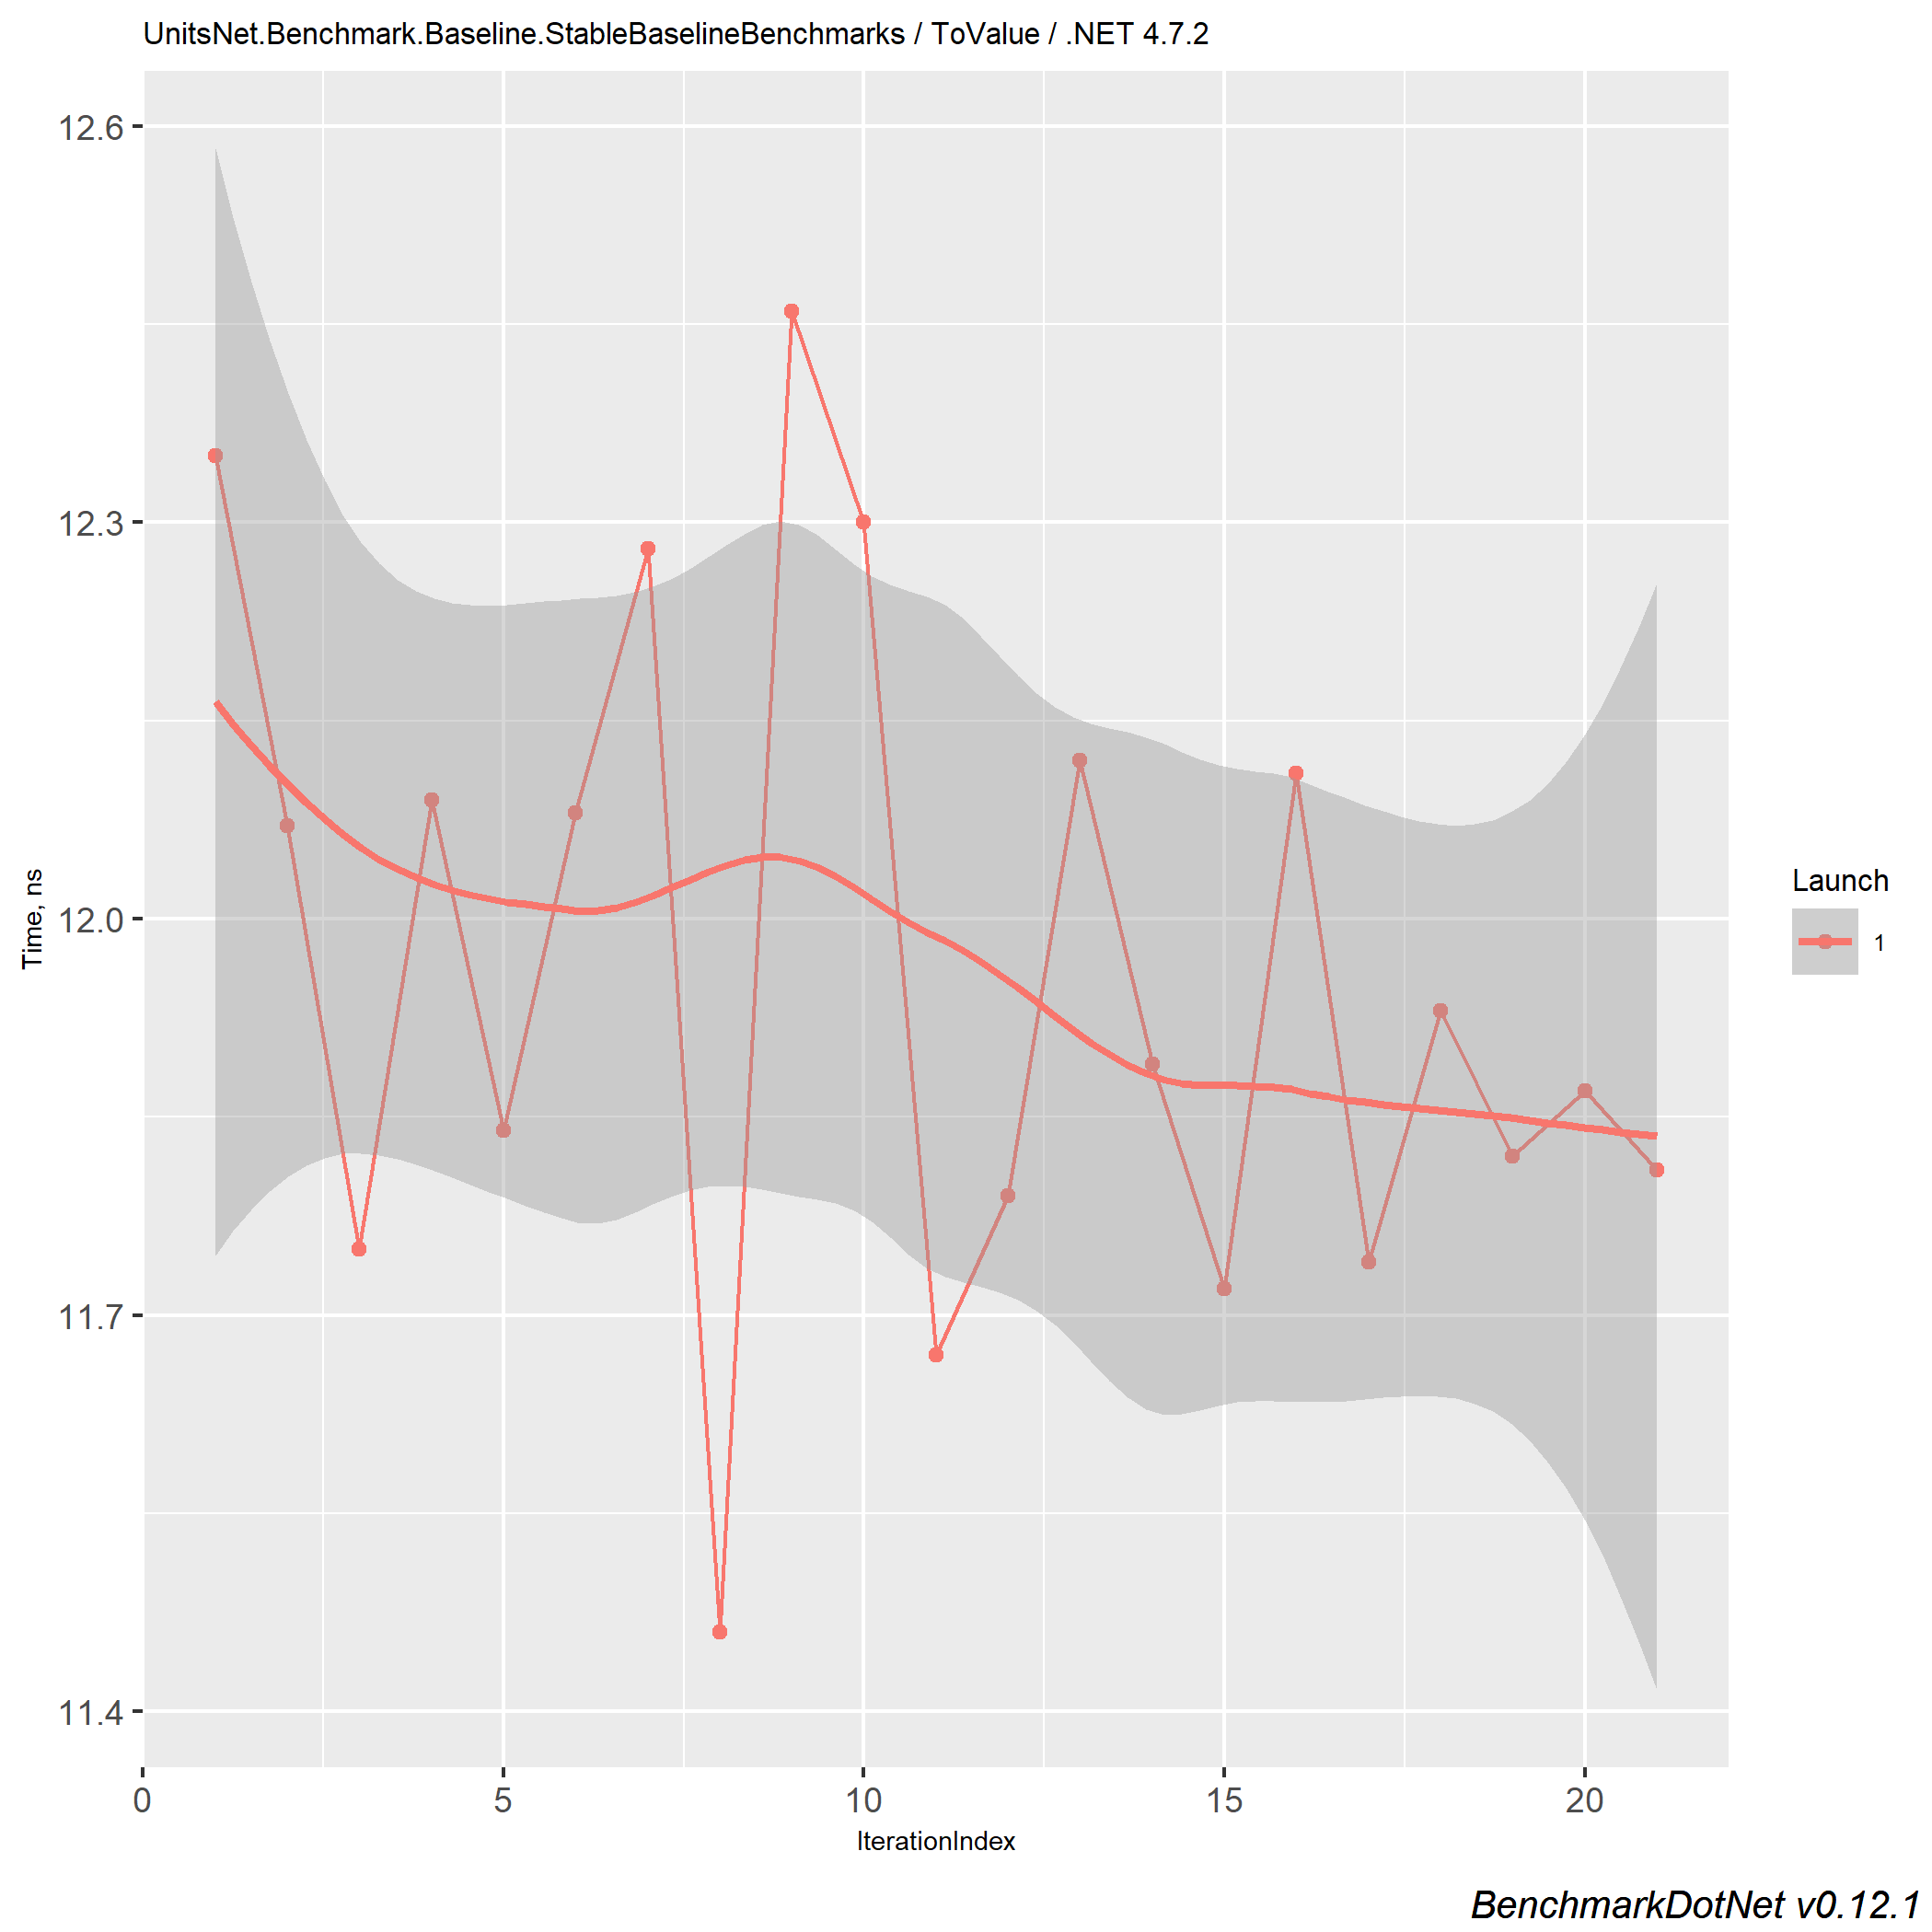 UnitsNet.Benchmark.Baseline.StableBaselineBenchmarks / ToValue / .NET 4.7.2
12.6
12.3
12.0
11.7
11.4
Time, ns
0 5 10 15 20
IterationIndex
Launch
1
BenchmarkDotNet v0.12.1